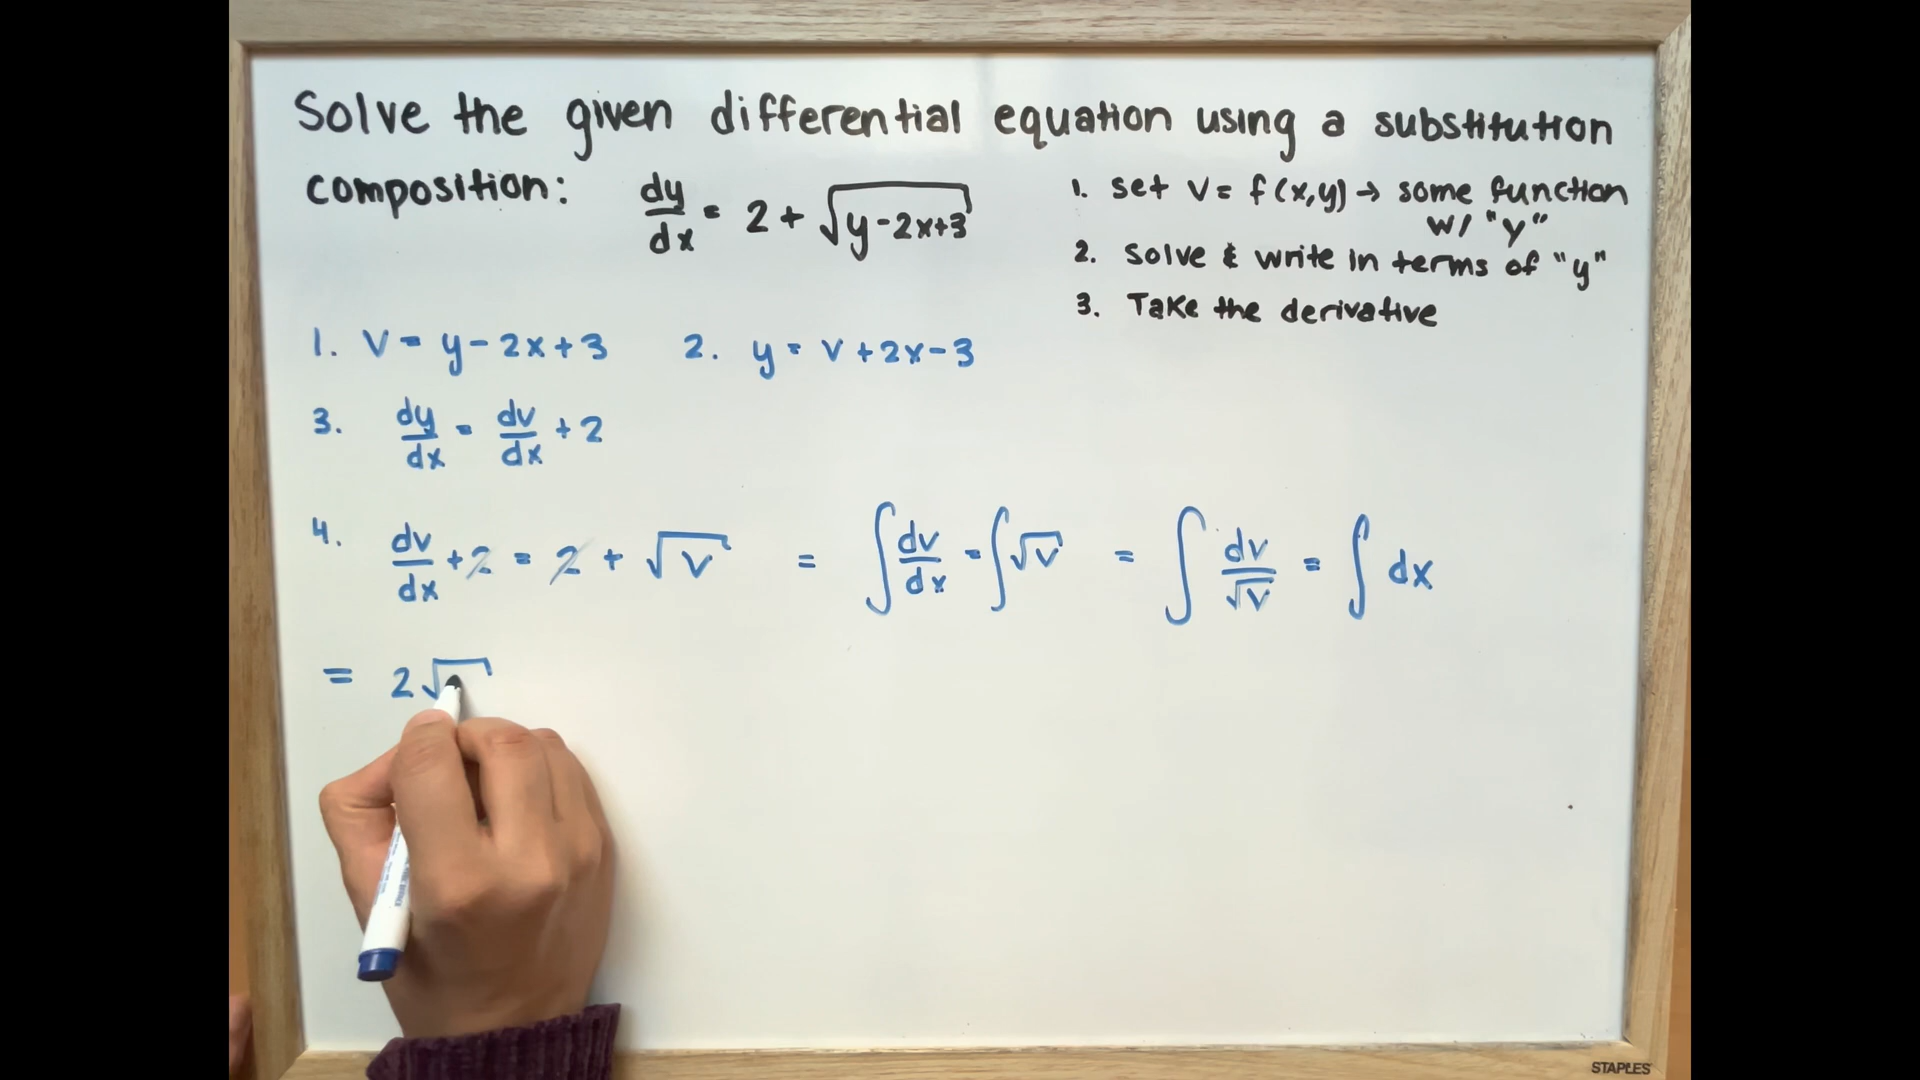 Solve the given differential equation using a substitution
composition: dy/dx = 2 + √(y-2x+3)
1. set v = f(x,y) → some function
w/ "y"
2. Solve & write in terms of "y"
3. Take the derivative
1. v = y - 2x + 3 2. y = v + 2x - 3
3. dy/dx = dv/dx + 2
4. dv/dx + 2 = 2 + √v = ∫ dv/dx = ∫ √v = ∫ dv/√v = ∫ dx
= 2√
STAPLES